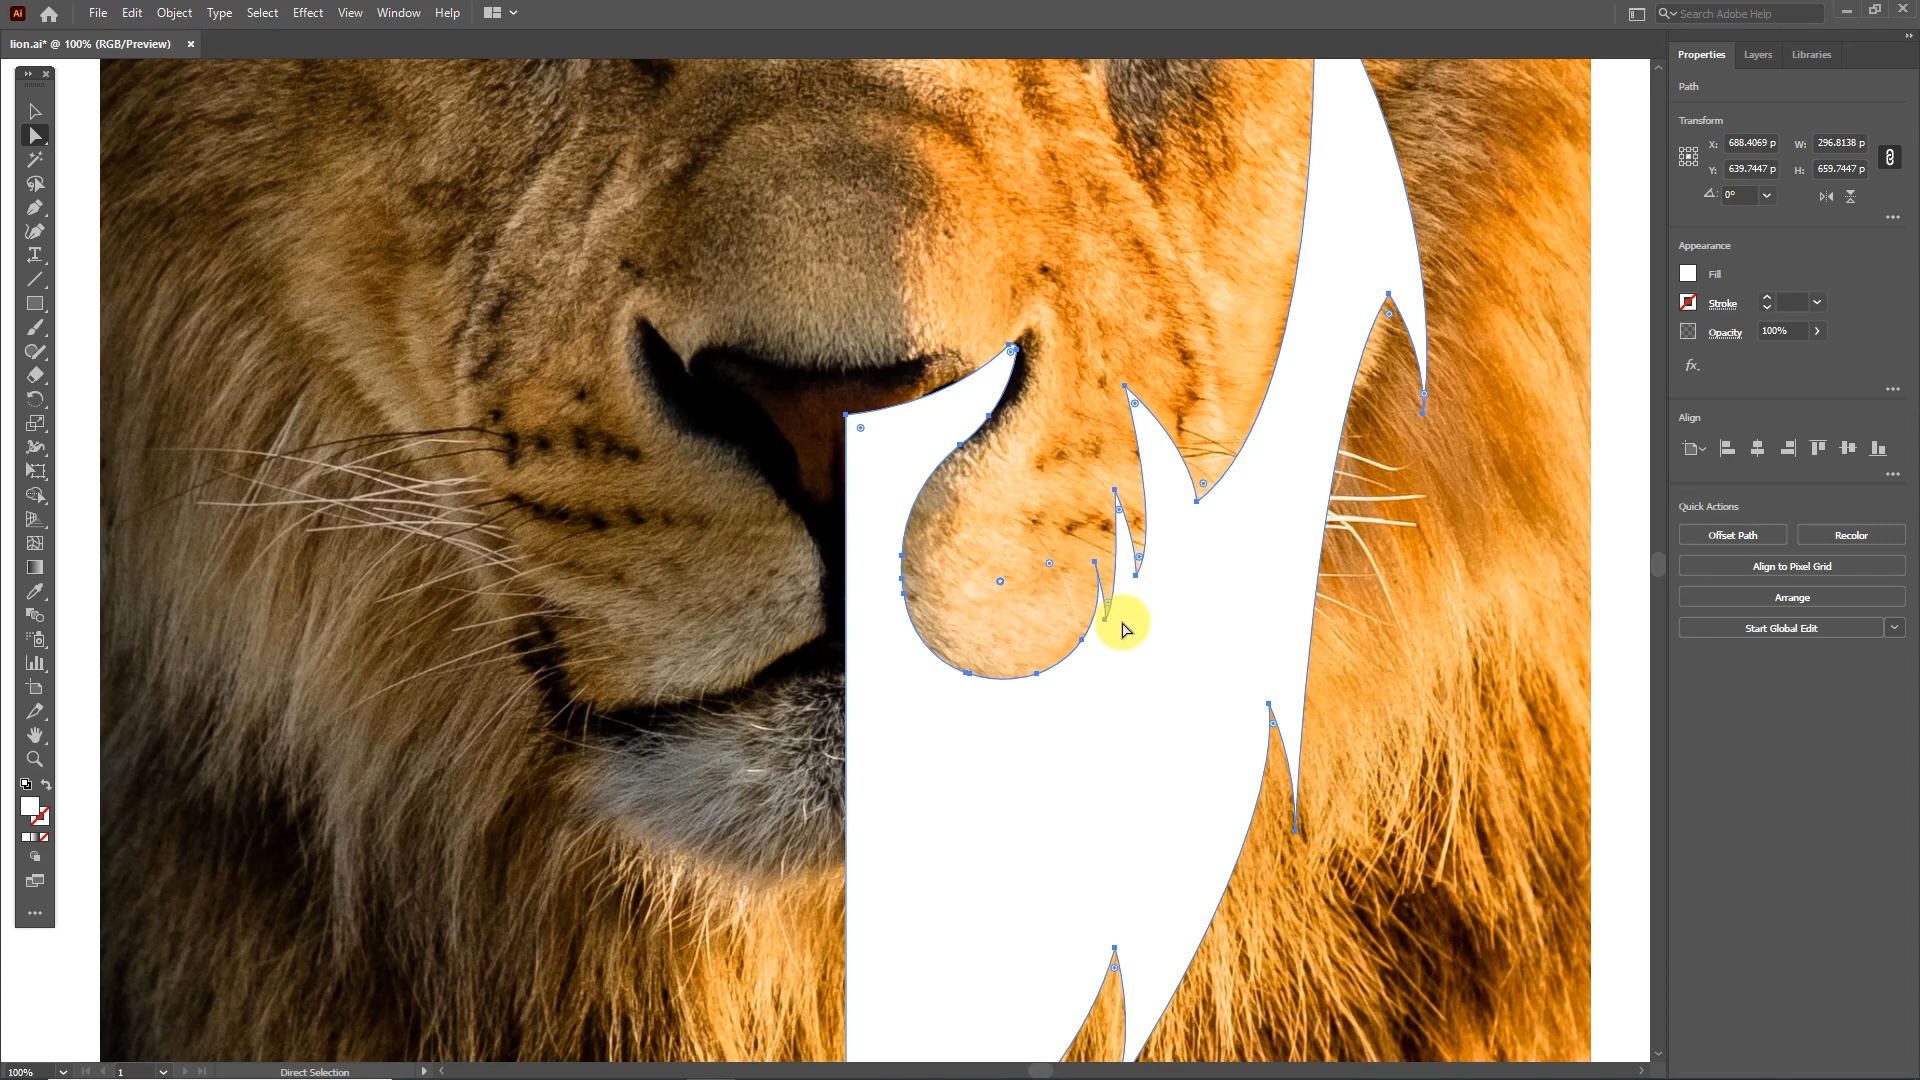 Ai File Edit Object Type Select Effect View Window Help Search Adobe Help
lion.ai* @ 100% (RGB/Preview)
Properties Layers Libraries
Path
Transform
X: 688.4069 p W: 296.8138 p
Y: 639.7447 p H: 659.7447 p
0°
Appearance
Fill
Stroke
Opacity 100%
fx.
Align
Quick Actions
Offset Path Recolor
Align to Pixel Grid
Arrange
Start Global Edit
100% 1 Direct Selection